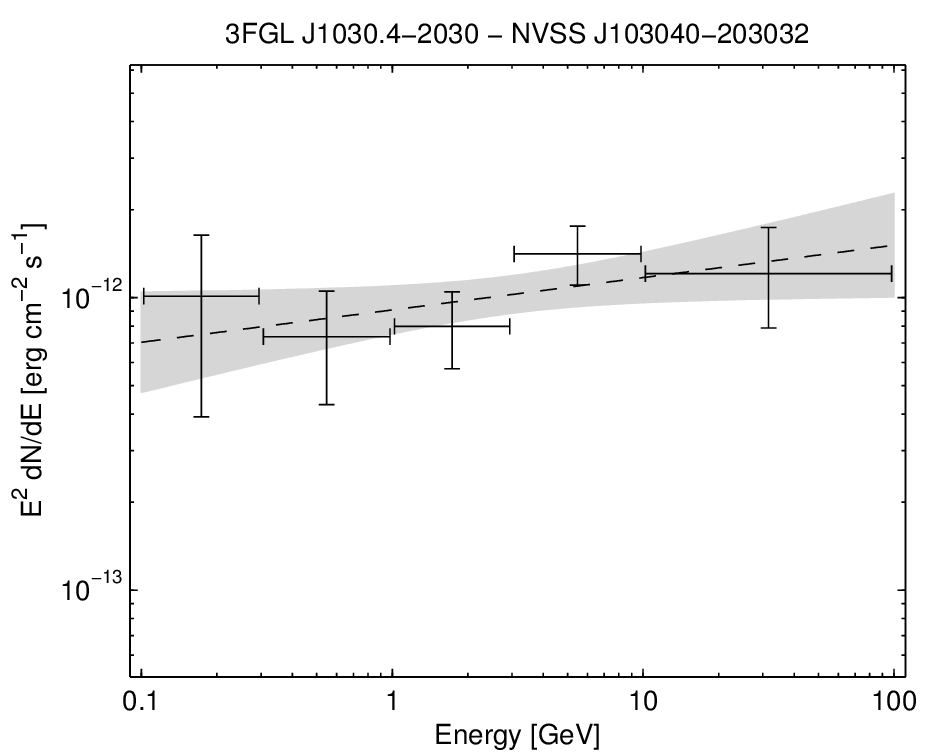 3FGL J1030.4−2030 − NVSS J103040−203032
E² dN/dE [erg cm⁻² s⁻¹]
10⁻¹²
10⁻¹³
0.1 1 10 100
Energy [GeV]